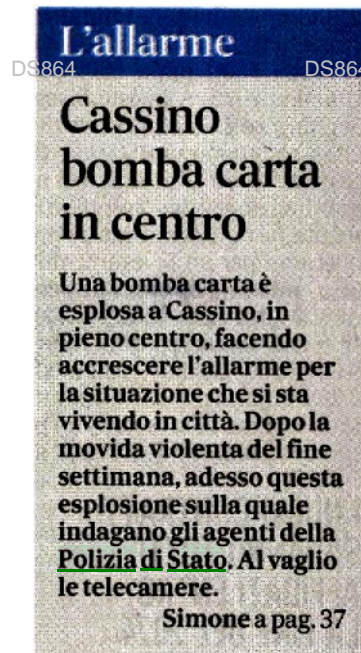 L'allarme
DS864 DS864
Cassino
bomba carta
in centro
Una bomba carta è
esplosa a Cassino, in
pieno centro, facendo
accrescere l'allarme per
la situazione che si sta
vivendo in città. Dopo la
movida violenta del fine
settimana, adesso questa
esplosione sulla quale
indagano gli agenti della
Polizia di Stato. Al vaglio
le telecamere.
Simone a pag. 37